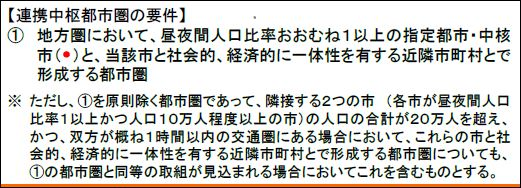 【連携中枢都市圏の要件】
① 地方圏において、昼夜間人口比率おおむね1以上の指定都市・中核
市（●）と、当該市と社会的、経済的に一体性を有する近隣市町村とで
形成する都市圏
※ ただし、①を原則除く都市圏であって、隣接する2つの市 （各市が昼夜間人口
比率1以上かつ人口10万人程度以上の市）の人口の合計が20万人を超え、
かつ、双方が概ね1時間以内の交通圏にある場合において、これらの市と社
会的、経済的に一体性を有する近隣市町村とで形成する都市圏についても、
①の都市圏と同等の取組が見込まれる場合においてこれを含むものとする。